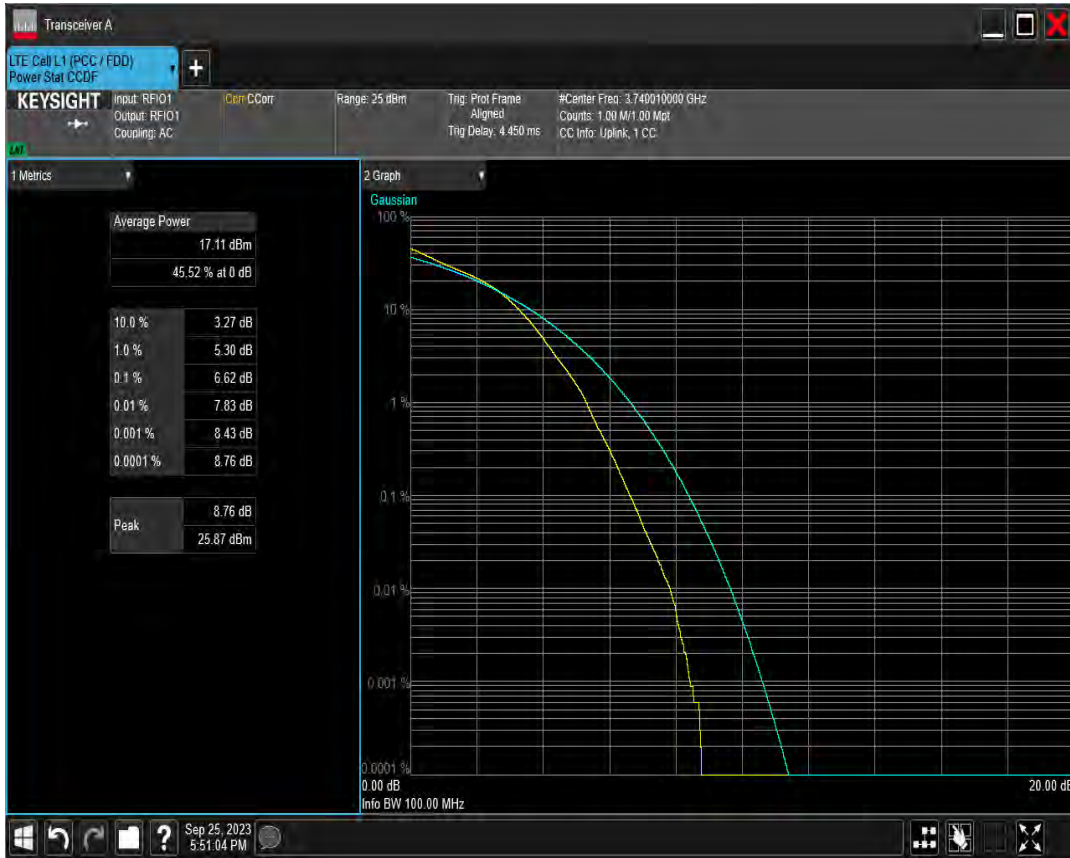 Transceiver A
LTE Cell L1 (PCC / FDD)
Power Stat CCDF
+
KEYSIGHT
Input: RFIO1
Output: RFIO1
Coupling: AC
Corr CCorr
Range: 25 dBm
Trig: Prot Frame
Aligned
Trig Delay: 4.450 ms
#Center Freq: 3.740010000 GHz
Counts: 1.00 M/1.00 Mpt
CC Info: Uplink, 1 CC
1 Metrics
Average Power
17.11 dBm
45.52 % at 0 dB
10.0 % 3.27 dB
1.0 % 5.30 dB
0.1 % 6.62 dB
0.01 % 7.83 dB
0.001 % 8.43 dB
0.0001 % 8.76 dB
Peak 8.76 dB
25.87 dBm
2 Graph
Gaussian
100 %
10 %
1 %
0.1 %
0.01 %
0.001 %
0.0001 %
0.00 dB
20.00 dB
Info BW 100.00 MHz
?
Sep 25, 2023
5:51:04 PM